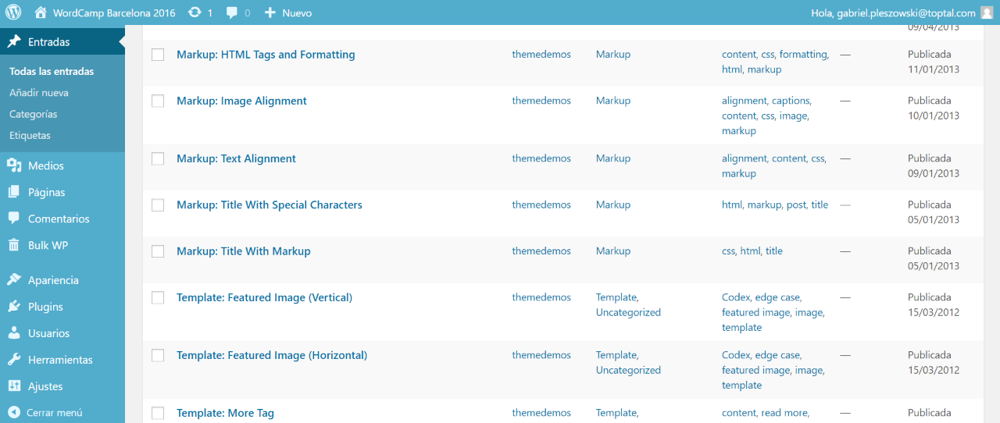 WordCamp Barcelona 2016 1 0 Nuevo Hola, gabriel.pleszowski@toptal.com
Entradas
Todas las entradas
Añadir nueva
Categorías
Etiquetas
Medios
Páginas
Comentarios
Bulk WP
Apariencia
Plugins
Usuarios
Herramientas
Ajustes
Cerrar menú
09/04/2013
Markup: HTML Tags and Formatting themedemos Markup content, css, formatting, — Publicada
html, markup 11/01/2013
Markup: Image Alignment themedemos Markup alignment, captions, — Publicada
content, css, image, 10/01/2013
markup
Markup: Text Alignment themedemos Markup alignment, content, css, — Publicada
markup 09/01/2013
Markup: Title With Special Characters themedemos Markup html, markup, post, title — Publicada
05/01/2013
Markup: Title With Markup themedemos Markup css, html, title — Publicada
05/01/2013
Template: Featured Image (Vertical) themedemos Template, Codex, edge case, — Publicada
Uncategorized featured image, image, 15/03/2012
template
Template: Featured Image (Horizontal) themedemos Template, Codex, edge case, — Publicada
Uncategorized featured image, image, 15/03/2012
template
Template: More Tag themedemos Template, content, read more, — Publicada